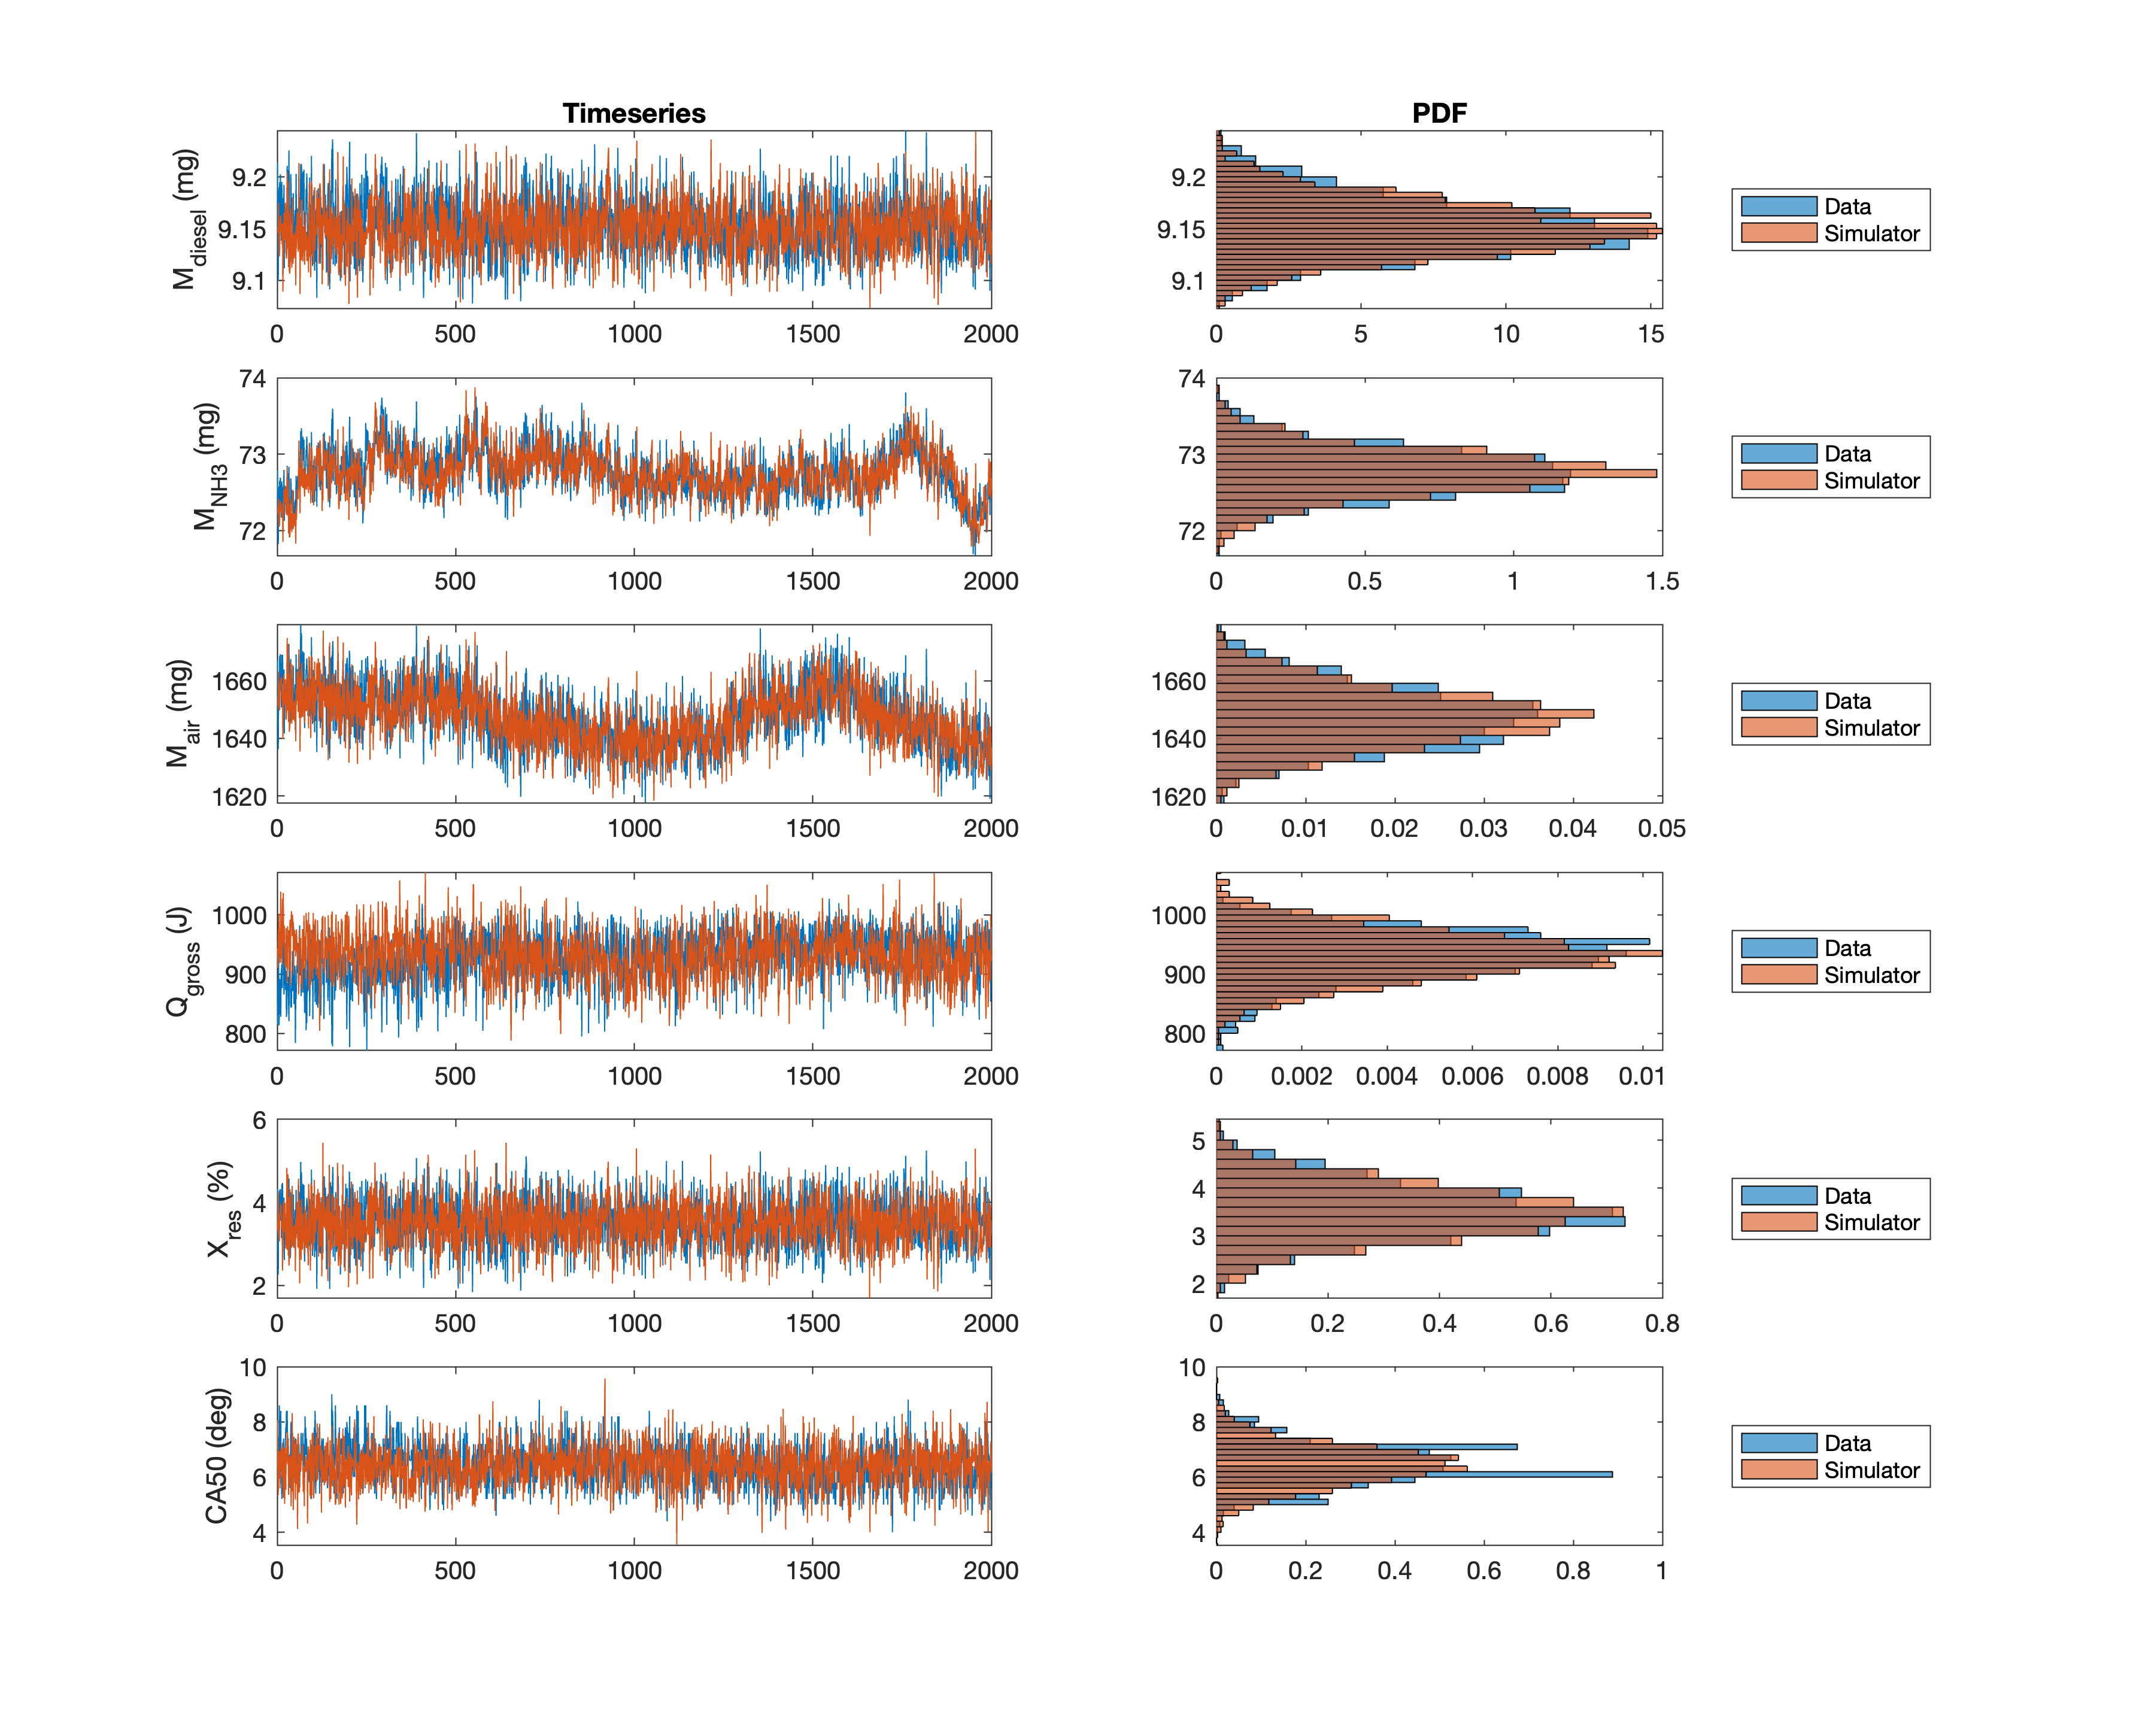 Timeseries
PDF
M_diesel (mg)
9.2
9.15
9.1
0 500 1000 1500 2000
9.2
9.15
9.1
0 5 10 15
Data
Simulator
M_NH3 (mg)
74
73
72
0 500 1000 1500 2000
74
73
72
0 0.5 1 1.5
Data
Simulator
M_air (mg)
1660
1640
1620
0 500 1000 1500 2000
1660
1640
1620
0 0.01 0.02 0.03 0.04 0.05
Data
Simulator
Q_gross (J)
1000
900
800
0 500 1000 1500 2000
1000
900
800
0 0.002 0.004 0.006 0.008 0.01
Data
Simulator
X_res (%)
6
4
2
0 500 1000 1500 2000
5
4
3
2
0 0.2 0.4 0.6 0.8
Data
Simulator
CA50 (deg)
10
8
6
4
0 500 1000 1500 2000
10
8
6
4
0 0.2 0.4 0.6 0.8 1
Data
Simulator